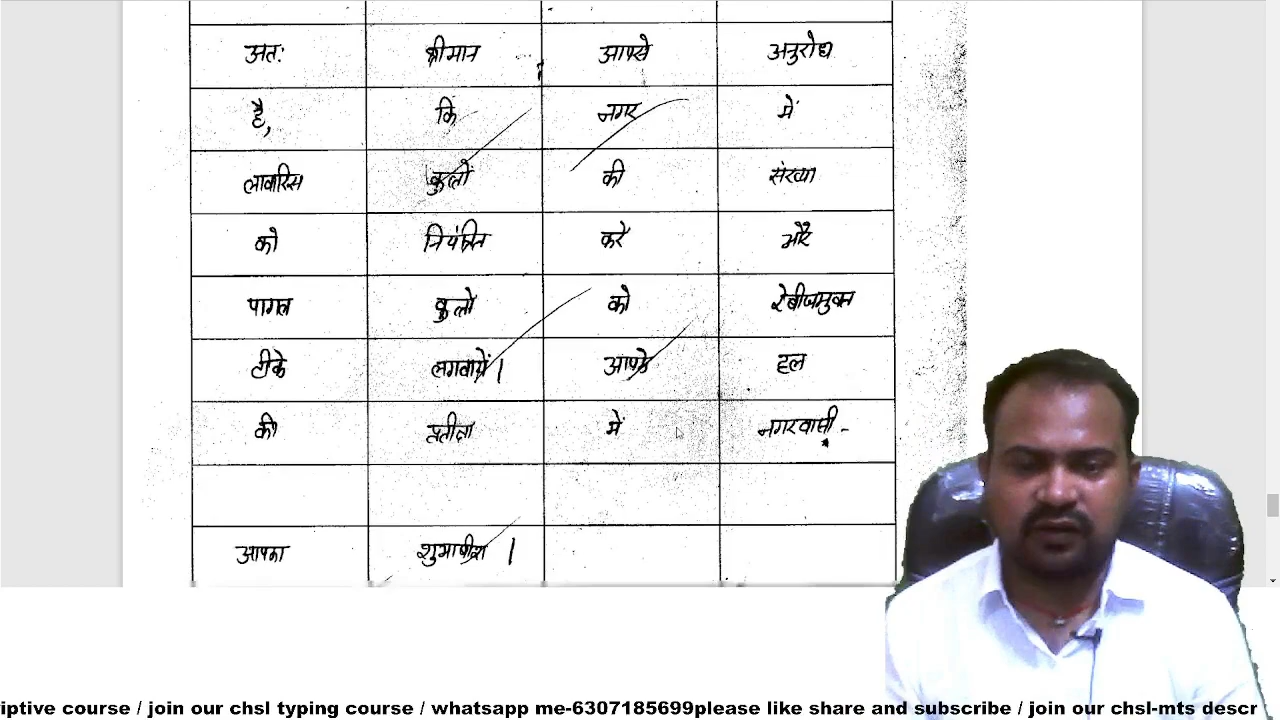 अतः श्रीमान आपसे अनुरोध
है, कि नगर में
लावारिस कुत्तों की संख्या
को नियंत्रित करें और
पागल कुत्तो को रेबीजमुक्त
टीके लगवायें। आपके हल
की प्रतीक्षा में नगरवासी -
आपका शुभाषीश।
iptive course / join our chsl typing course / whatsapp me-6307185699please like share and subscribe / join our chsl-mts descr